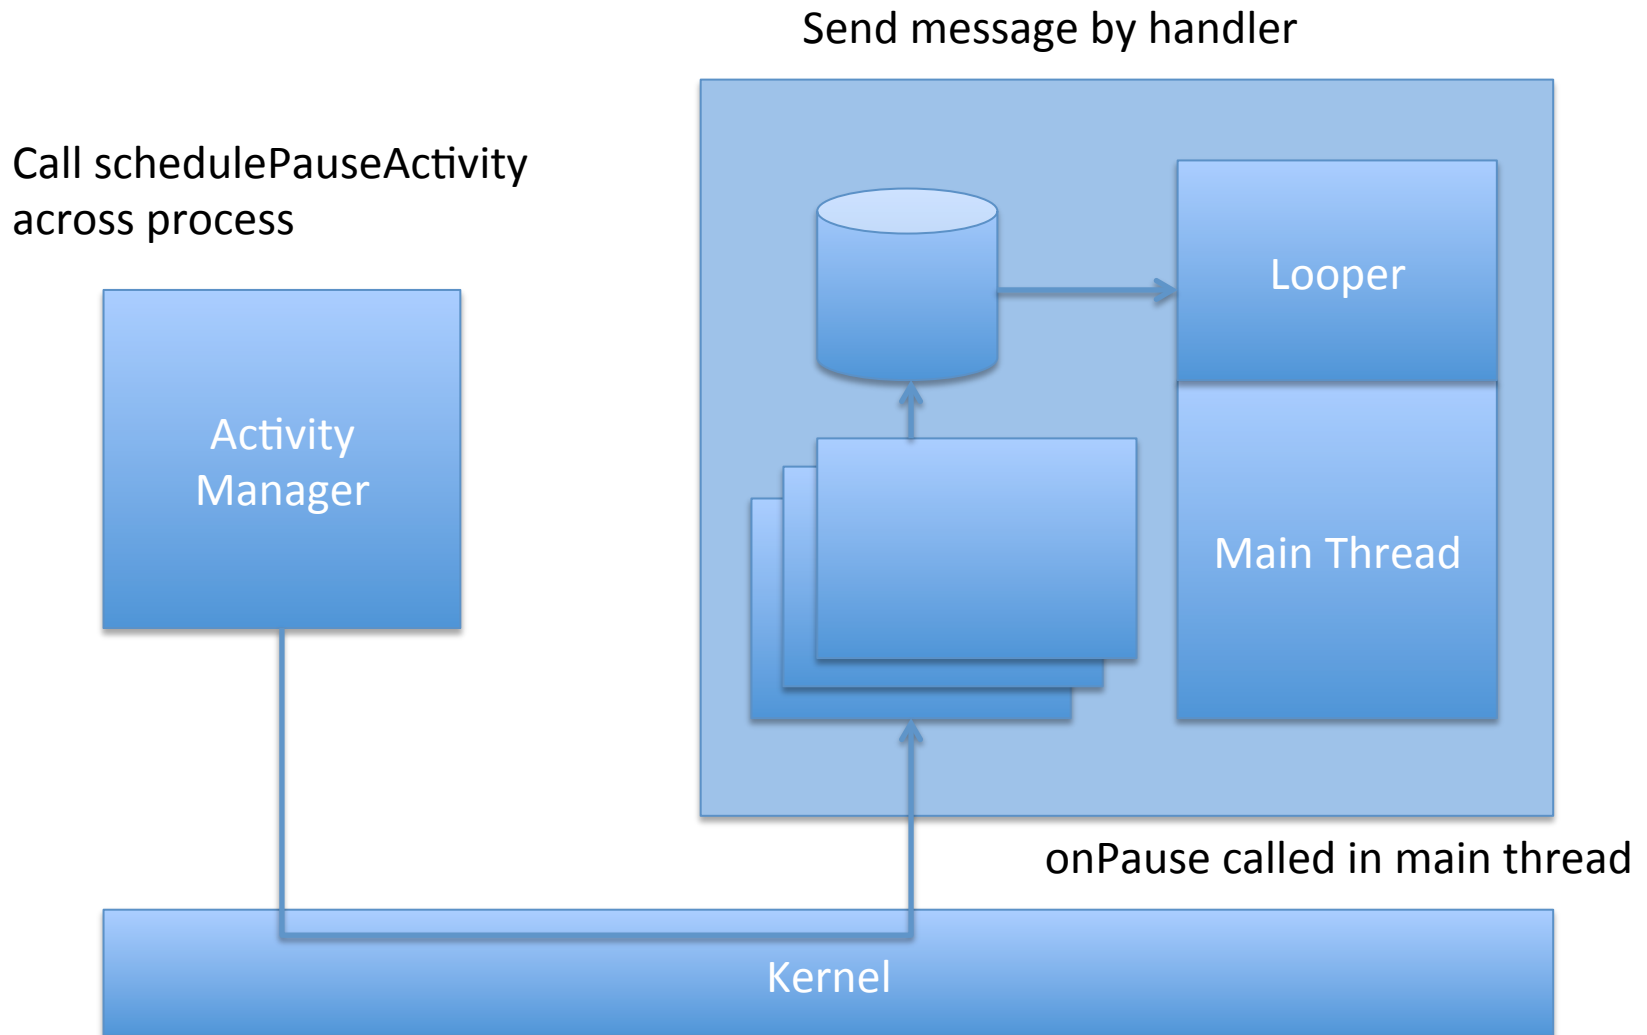 Send message by handler
Call schedulePauseActivity
across process
Looper
Activity
Manager
Main Thread
onPause called in main thread
Kernel